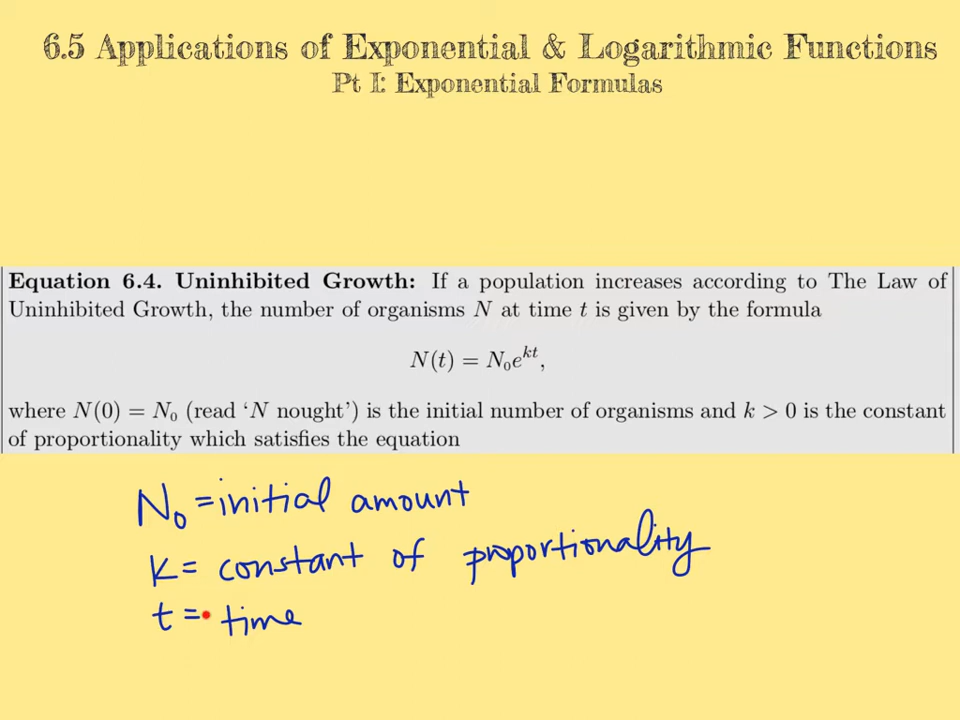 6.5 Applications of Exponential & Logarithmic Functions
Pt I: Exponential Formulas
Equation 6.4. Uninhibited Growth: If a population increases according to The Law of
Uninhibited Growth, the number of organisms N at time t is given by the formula
N(t) = N₀eᵏᵗ,
where N(0) = N₀ (read ‘N nought’) is the initial number of organisms and k > 0 is the constant
of proportionality which satisfies the equation
N₀ = initial amount
k = constant of proportionality
t = time